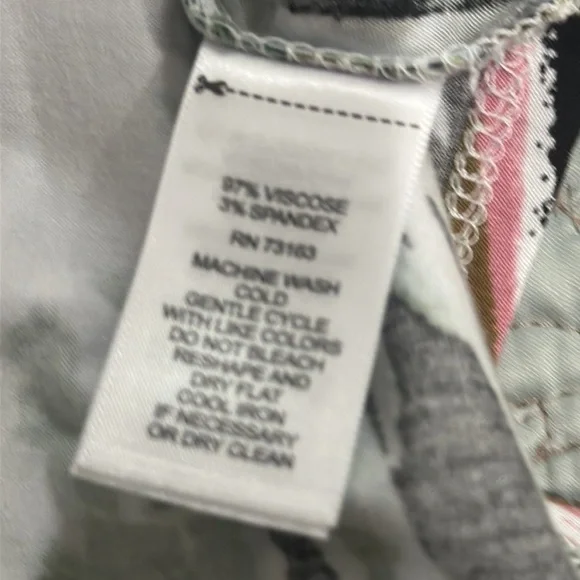 97% VISCOSE
3% SPANDEX
RN 73163
MACHINE WASH
COLD
GENTLE CYCLE
WITH LIKE COLORS
DO NOT BLEACH
RESHAPE AND
DRY FLAT
COOL IRON
IF NECESSARY
OR DRY CLEAN